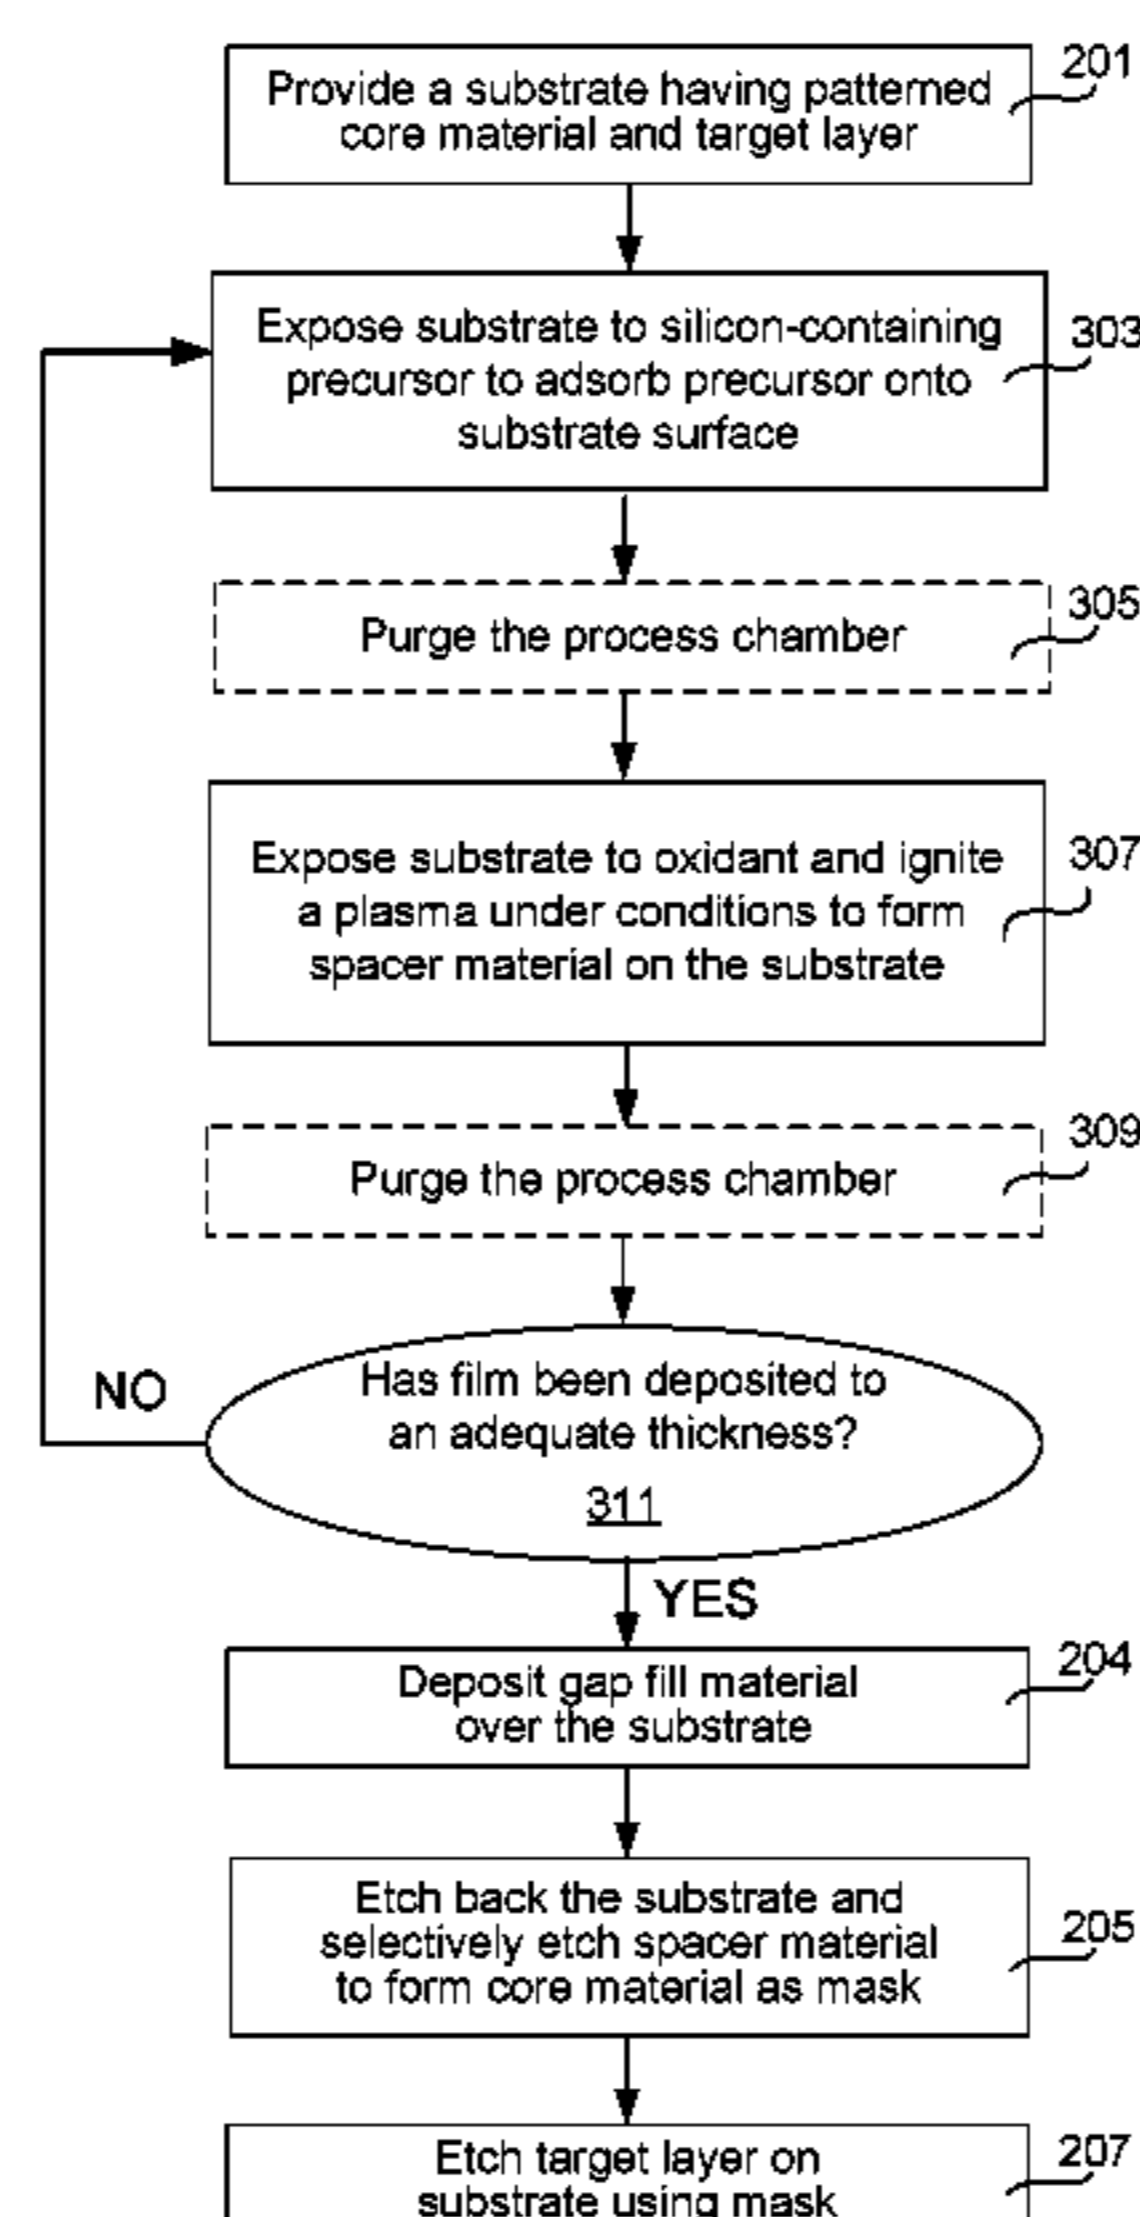 201
Provide a substrate having patterned
core material and target layer
303
Expose substrate to silicon-containing
precursor to adsorb precursor onto
substrate surface
305
Purge the process chamber
307
Expose substrate to oxidant and ignite
a plasma under conditions to form
spacer material on the substrate
309
Purge the process chamber
Has film been deposited to
an adequate thickness?
311
NO
YES
204
Deposit gap fill material
over the substrate
205
Etch back the substrate and
selectively etch spacer material
to form core material as mask
207
Etch target layer on
substrate using mask